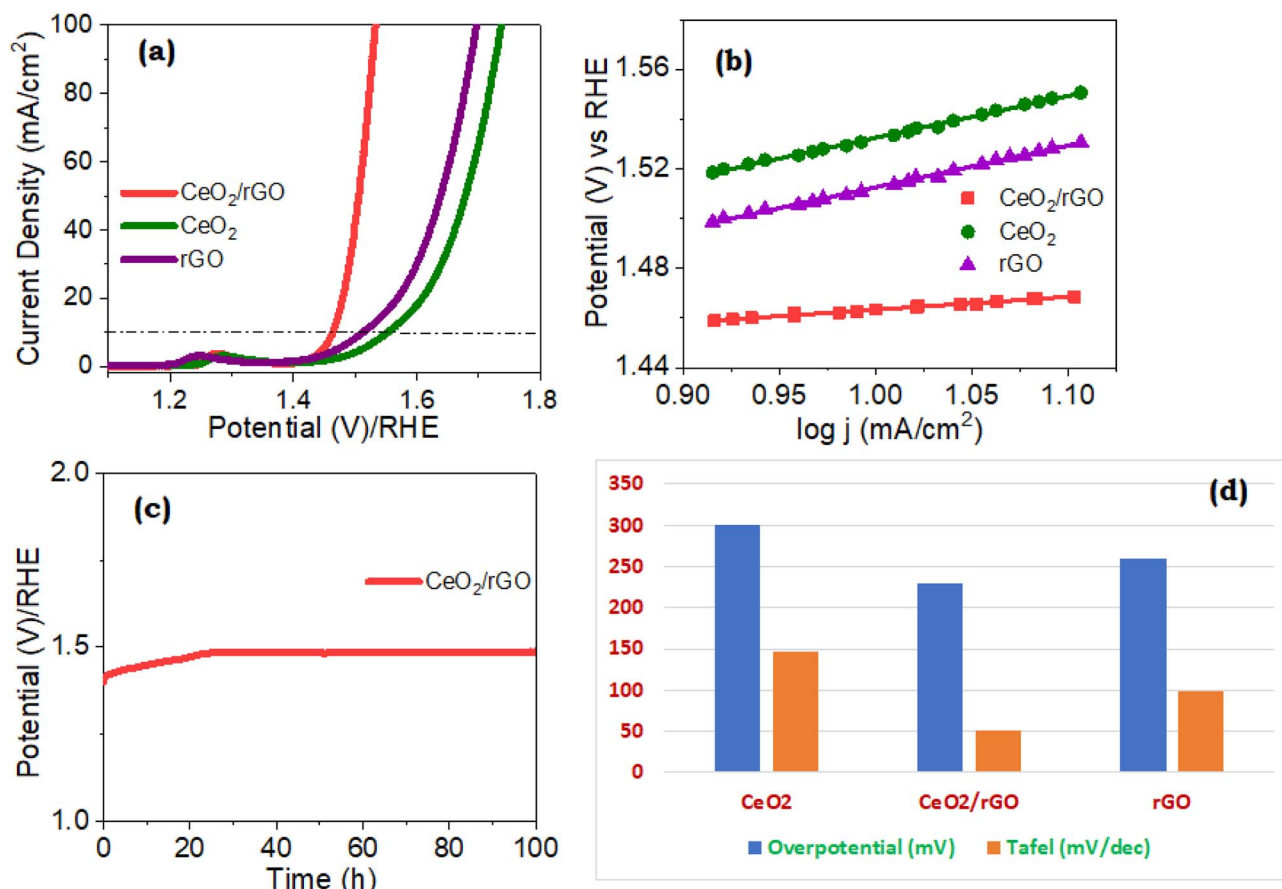 (a)
100
80
60
40
20
0
Current Density (mA/cm²)
CeO₂/rGO
CeO₂
rGO
1.2 1.4 1.6 1.8
Potential (V)/RHE
(b)
1.56
1.52
1.48
1.44
Potential (V) vs RHE
CeO₂/rGO
CeO₂
rGO
0.90 0.95 1.00 1.05 1.10
log j (mA/cm²)
(c)
2.0
1.5
1.0
Potential (V)/RHE
CeO₂/rGO
0 20 40 60 80 100
Time (h)
(d)
350
300
250
200
150
100
50
0
CeO2 CeO2/rGO rGO
Overpotential (mV) Tafel (mV/dec)